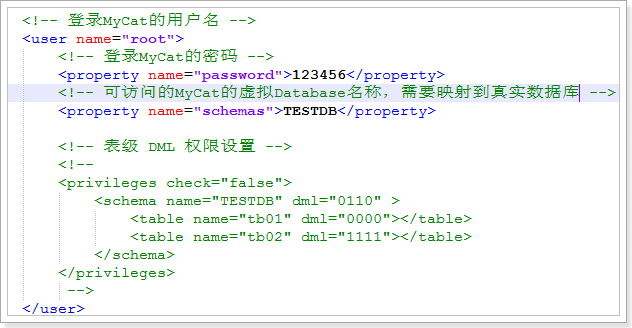 <!-- 登录MyCat的用户名 -->
<user name="root">
    <!-- 登录MyCat的密码 -->
    <property name="password">123456</property>
    <!-- 可访问的MyCat的虚拟Database名称，需要映射到真实数据库 -->
    <property name="schemas">TESTDB</property>

    <!-- 表级 DML 权限设置 -->
    <!--
    <privileges check="false">
        <schema name="TESTDB" dml="0110" >
            <table name="tb01" dml="0000"></table>
            <table name="tb02" dml="1111"></table>
        </schema>
    </privileges>
     -->
</user>